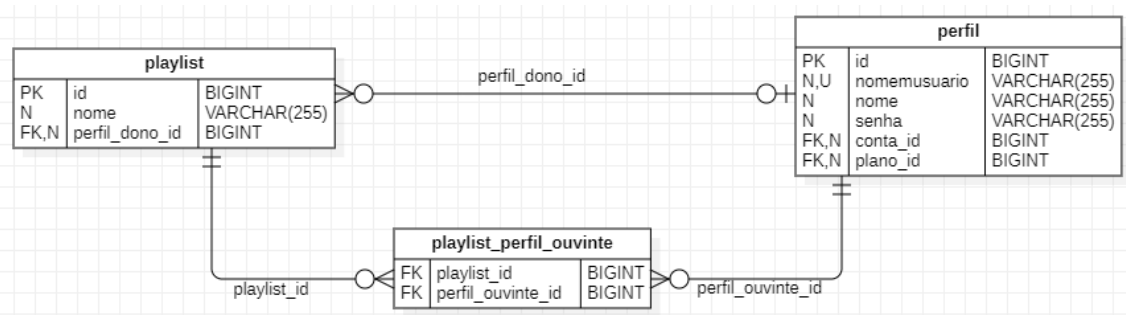 playlist
PK id BIGINT
N nome VARCHAR(255)
FK,N perfil_dono_id BIGINT
perfil_dono_id
perfil
PK id BIGINT
N,U nomemusuario VARCHAR(255)
N nome VARCHAR(255)
N senha VARCHAR(255)
FK,N conta_id BIGINT
FK,N plano_id BIGINT
playlist_perfil_ouvinte
FK playlist_id BIGINT
FK perfil_ouvinte_id BIGINT
playlist_id
perfil_ouvinte_id